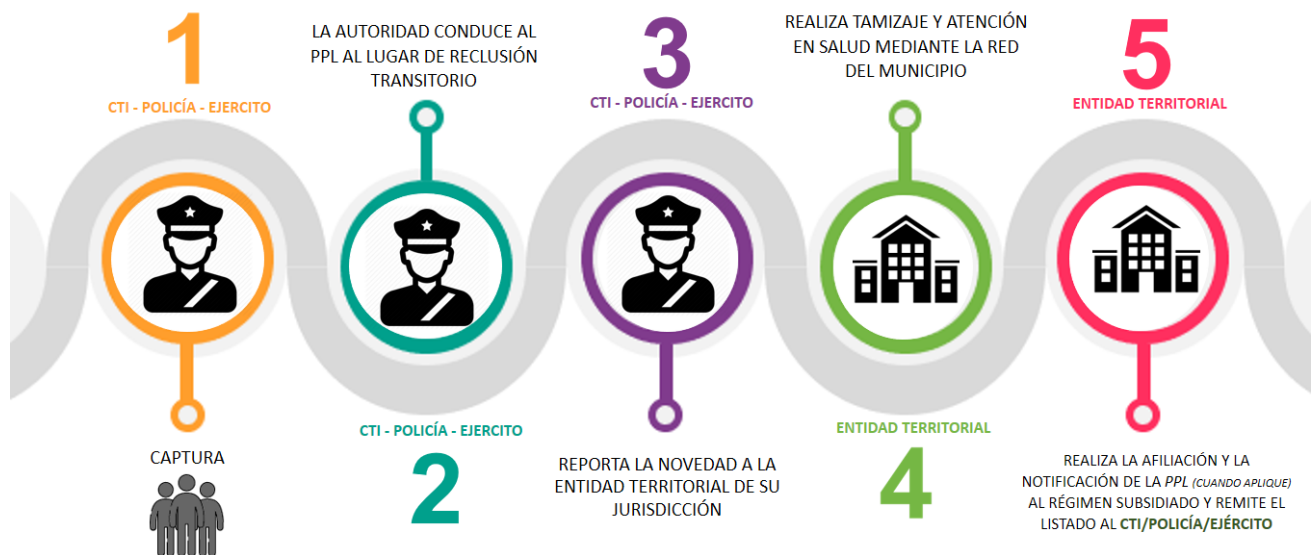 1
CTI - POLICÍA - EJERCITO
CAPTURA
LA AUTORIDAD CONDUCE AL
PPL AL LUGAR DE RECLUSIÓN
TRANSITORIO
CTI - POLICÍA - EJERCITO
2
3
CTI - POLICÍA - EJERCITO
REPORTA LA NOVEDAD A LA
ENTIDAD TERRITORIAL DE SU
JURISDICCIÓN
REALIZA TAMIZAJE Y ATENCIÓN
EN SALUD MEDIANTE LA RED
DEL MUNICIPIO
ENTIDAD TERRITORIAL
4
5
ENTIDAD TERRITORIAL
REALIZA LA AFILIACIÓN Y LA
NOTIFICACIÓN DE LA PPL (CUANDO APLIQUE)
AL RÉGIMEN SUBSIDIADO Y REMITE EL
LISTADO AL CTI/POLICÍA/EJÉRCITO